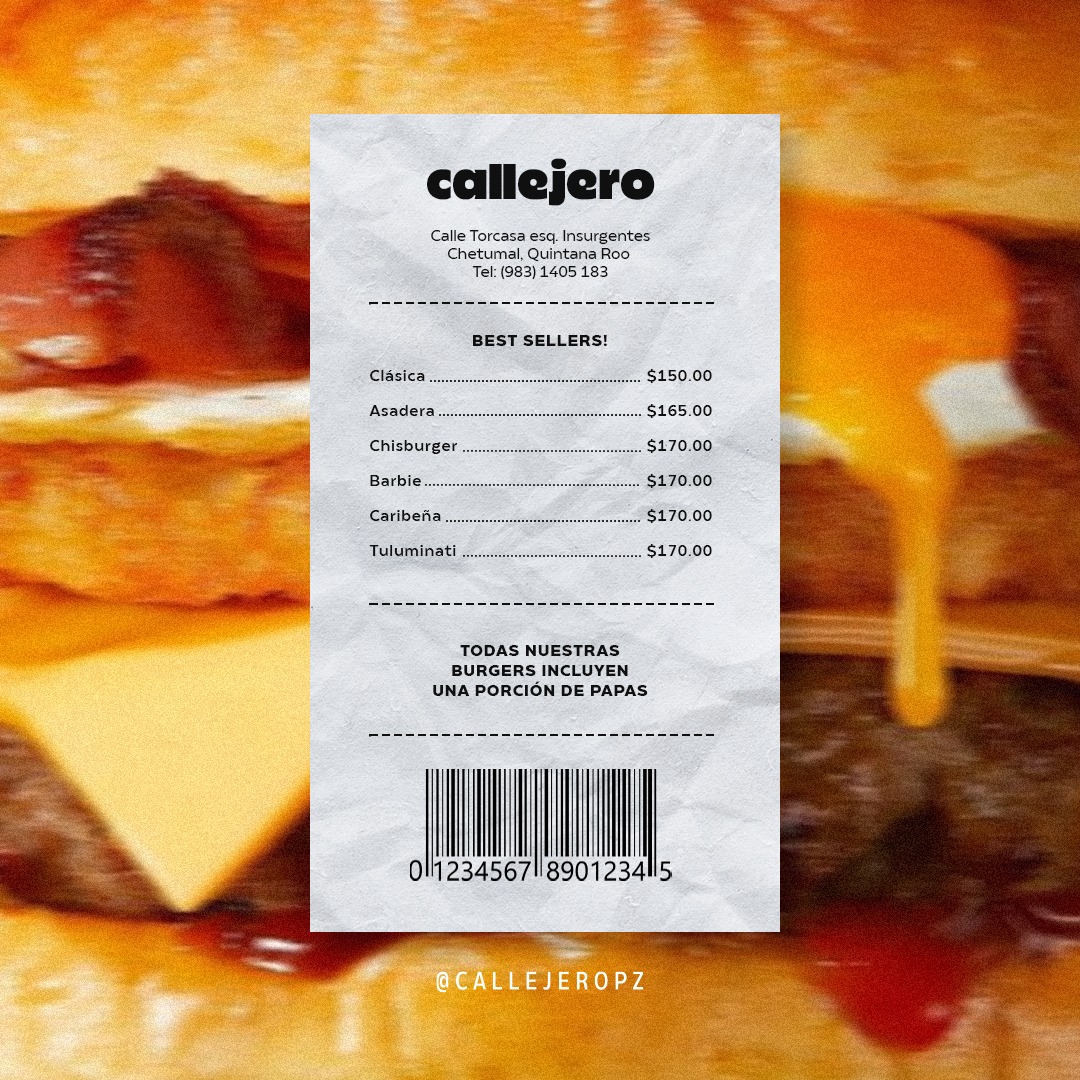 callejero
Calle Torcasa esq. Insurgentes
Chetumal, Quintana Roo
Tel: (983) 1405 183
BEST SELLERS!
Clásica ........ $150.00
Asadera ........ $165.00
Chisburger ........ $170.00
Barbie ........ $170.00
Caribeña ........ $170.00
Tuluminati ........ $170.00
TODAS NUESTRAS
BURGERS INCLUYEN
UNA PORCIÓN DE PAPAS
0 1234567 8901234 5
@CALLEJEROPZ